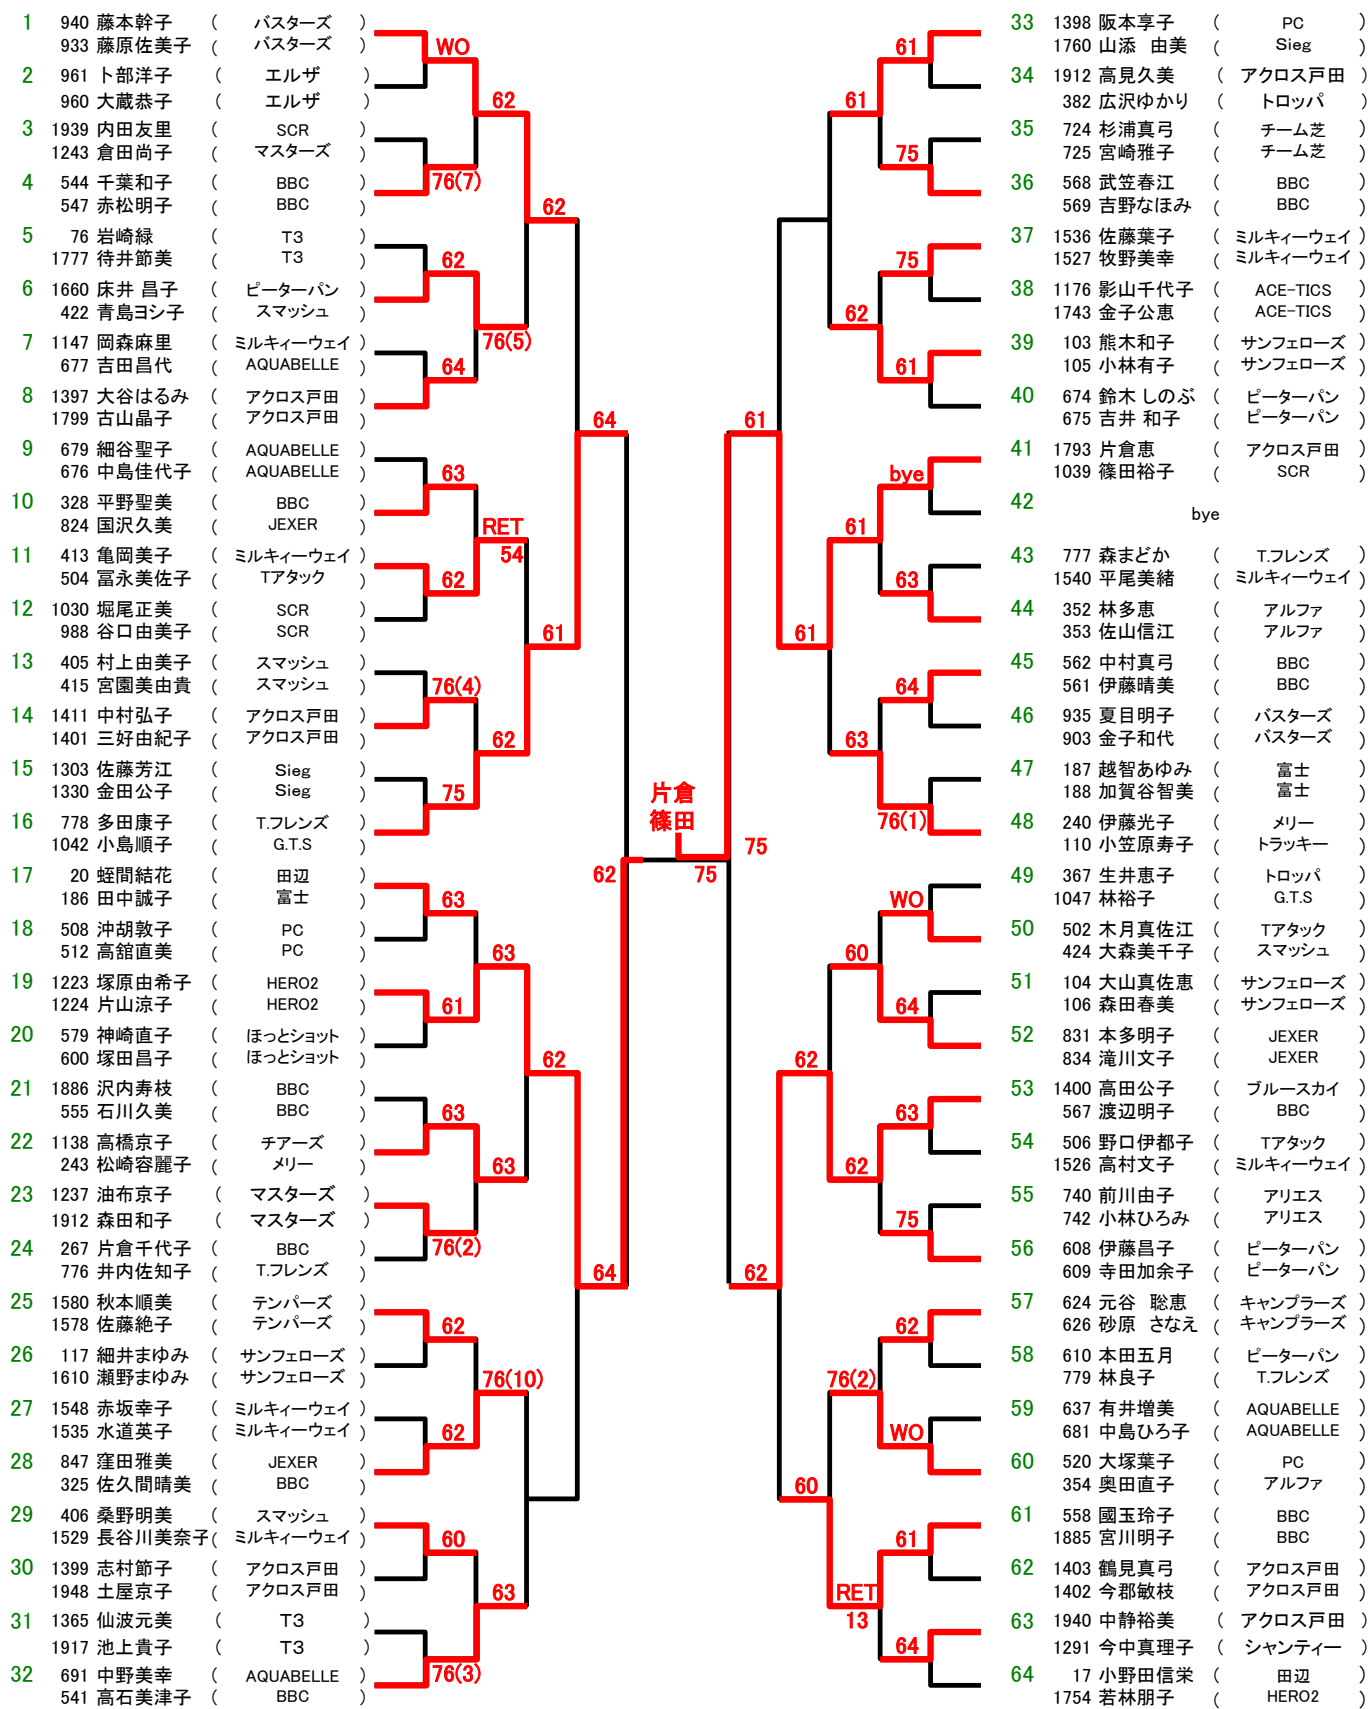 1 940 藤本幹子 ( バスターズ )
933 藤原佐美子 ( バスターズ )
2 961 卜部洋子 ( エルザ )
960 大蔵恭子 ( エルザ )
3 1939 内田友里 ( SCR )
1243 倉田尚子 ( マスターズ )
4 544 千葉和子 ( BBC )
547 赤松明子 ( BBC )
5 76 岩崎緑 ( T3 )
1777 待井節美 ( T3 )
6 1660 床井 昌子 ( ピーターパン )
422 青島ヨシ子 ( スマッシュ )
7 1147 岡森麻里 ( ミルキィーウェイ )
677 吉田昌代 ( AQUABELLE )
8 1397 大谷はるみ ( アクロス戸田 )
1799 古山晶子 ( アクロス戸田 )
9 679 細谷聖子 ( AQUABELLE )
676 中島佳代子 ( AQUABELLE )
10 328 平野聖美 ( BBC )
824 国沢久美 ( JEXER )
11 413 亀岡美子 ( ミルキィーウェイ )
504 冨永美佐子 ( Tアタック )
12 1030 堀尾正美 ( SCR )
988 谷口由美子 ( SCR )
13 405 村上由美子 ( スマッシュ )
415 宮園美由貴 ( スマッシュ )
14 1411 中村弘子 ( アクロス戸田 )
1401 三好由紀子 ( アクロス戸田 )
15 1303 佐藤芳江 ( Sieg )
1330 金田公子 ( Sieg )
16 778 多田康子 ( T.フレンズ )
1042 小島順子 ( G.T.S )
17 20 蛭間結花 ( 田辺 )
186 田中誠子 ( 富士 )
18 508 沖胡敦子 ( PC )
512 高舘直美 ( PC )
19 1223 塚原由希子 ( HERO2 )
1224 片山涼子 ( HERO2 )
20 579 神崎直子 ( ほっとショット )
600 塚田昌子 ( ほっとショット )
21 1886 沢内寿枝 ( BBC )
555 石川久美 ( BBC )
22 1138 高橋京子 ( チアーズ )
243 松崎容麗子 ( メリー )
23 1237 油布京子 ( マスターズ )
1912 森田和子 ( マスターズ )
24 267 片倉千代子 ( BBC )
776 井内佐知子 ( T.フレンズ )
25 1580 秋本順美 ( テンパーズ )
1578 佐藤絶子 ( テンパーズ )
26 117 細井まゆみ ( サンフェローズ )
1610 瀬野まゆみ ( サンフェローズ )
27 1548 赤坂幸子 ( ミルキィーウェイ )
1535 水道英子 ( ミルキィーウェイ )
28 847 窪田雅美 ( JEXER )
325 佐久間晴美 ( BBC )
29 406 桑野明美 ( スマッシュ )
1529 長谷川美奈子 ( ミルキィーウェイ )
30 1399 志村節子 ( アクロス戸田 )
1948 土屋京子 ( アクロス戸田 )
31 1365 仙波元美 ( T3 )
1917 池上貴子 ( T3 )
32 691 中野美幸 ( AQUABELLE )
541 高石美津子 ( BBC )
WO
76(7)
62
64
63
62
76(4)
75
63
61
63
76(2)
62
62
60
76(3)
62
76(5)
RET
54
62
63
63
76(10)
63
62
61
62
64
64
62
片倉
篠田
75
75
61
62
61
61
62
60
61
62
61
63
60
62
76(2)
RET
13
61
75
75
61
bye
63
64
76(1)
WO
64
63
75
62
WO
61
64
33 1398 阪本享子 ( PC )
1760 山添 由美 ( Sieg )
34 1912 高見久美 ( アクロス戸田 )
382 広沢ゆかり ( トロッパ )
35 724 杉浦真弓 ( チーム芝 )
725 宮崎雅子 ( チーム芝 )
36 568 武笠春江 ( BBC )
569 吉野なほみ ( BBC )
37 1536 佐藤葉子 ( ミルキィーウェイ )
1527 牧野美幸 ( ミルキィーウェイ )
38 1176 影山千代子 ( ACE-TICS )
1743 金子公恵 ( ACE-TICS )
39 103 熊木和子 ( サンフェローズ )
105 小林有子 ( サンフェローズ )
40 674 鈴木 しのぶ ( ピーターパン )
675 吉井 和子 ( ピーターパン )
41 1793 片倉恵 ( アクロス戸田 )
1039 篠田裕子 ( SCR )
42
bye
43 777 森まどか ( T.フレンズ )
1540 平尾美緒 ( ミルキィーウェイ )
44 352 林多恵 ( アルファ )
353 佐山信江 ( アルファ )
45 562 中村真弓 ( BBC )
561 伊藤晴美 ( BBC )
46 935 夏目明子 ( バスターズ )
903 金子和代 ( バスターズ )
47 187 越智あゆみ ( 富士 )
188 加賀谷智美 ( 富士 )
48 240 伊藤光子 ( メリー )
110 小笠原寿子 ( トラッキー )
49 367 生井恵子 ( トロッパ )
1047 林裕子 ( G.T.S )
50 502 木月真佐江 ( Tアタック )
424 大森美千子 ( スマッシュ )
51 104 大山真佐恵 ( サンフェローズ )
106 森田春美 ( サンフェローズ )
52 831 本多明子 ( JEXER )
834 滝川文子 ( JEXER )
53 1400 高田公子 ( ブルースカイ )
567 渡辺明子 ( BBC )
54 506 野口伊都子 ( Tアタック )
1526 高村文子 ( ミルキィーウェイ )
55 740 前川由子 ( アリエス )
742 小林ひろみ ( アリエス )
56 608 伊藤昌子 ( ピーターパン )
609 寺田加余子 ( ピーターパン )
57 624 元谷 聡恵 ( キャンプラーズ )
626 砂原 さなえ ( キャンプラーズ )
58 610 本田五月 ( ピーターパン )
779 林良子 ( T.フレンズ )
59 637 有井増美 ( AQUABELLE )
681 中島ひろ子 ( AQUABELLE )
60 520 大塚葉子 ( PC )
354 奥田直子 ( アルファ )
61 558 國玉玲子 ( BBC )
1885 宮川明子 ( BBC )
62 1403 鶴見真弓 ( アクロス戸田 )
1402 今郡敏枝 ( アクロス戸田 )
63 1940 中静裕美 ( アクロス戸田 )
1291 今中真理子 ( シャンティー )
64 17 小野田信栄 ( 田辺 )
1754 若林朋子 ( HERO2 )